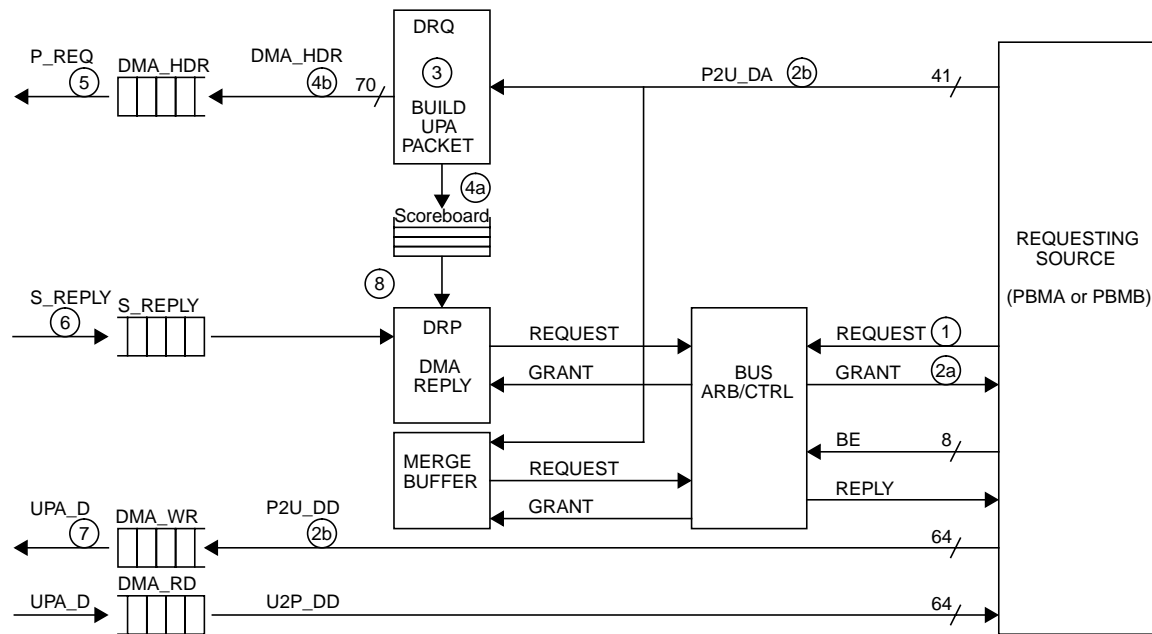 DRQ
P_REQ
5
DMA_HDR
DMA_HDR
4b
70
3
BUILD
UPA
PACKET
P2U_DA
2b
41
4a
Scoreboard
8
S_REPLY
6
S_REPLY
DRP
DMA
REPLY
REQUEST
GRANT
BUS
ARB/CTRL
REQUEST
1
GRANT
2a
BE
8
REPLY
REQUESTING
SOURCE
(PBMA or PBMB)
MERGE
BUFFER
REQUEST
GRANT
UPA_D
7
DMA_WR
P2U_DD
2b
64
UPA_D
DMA_RD
U2P_DD
64